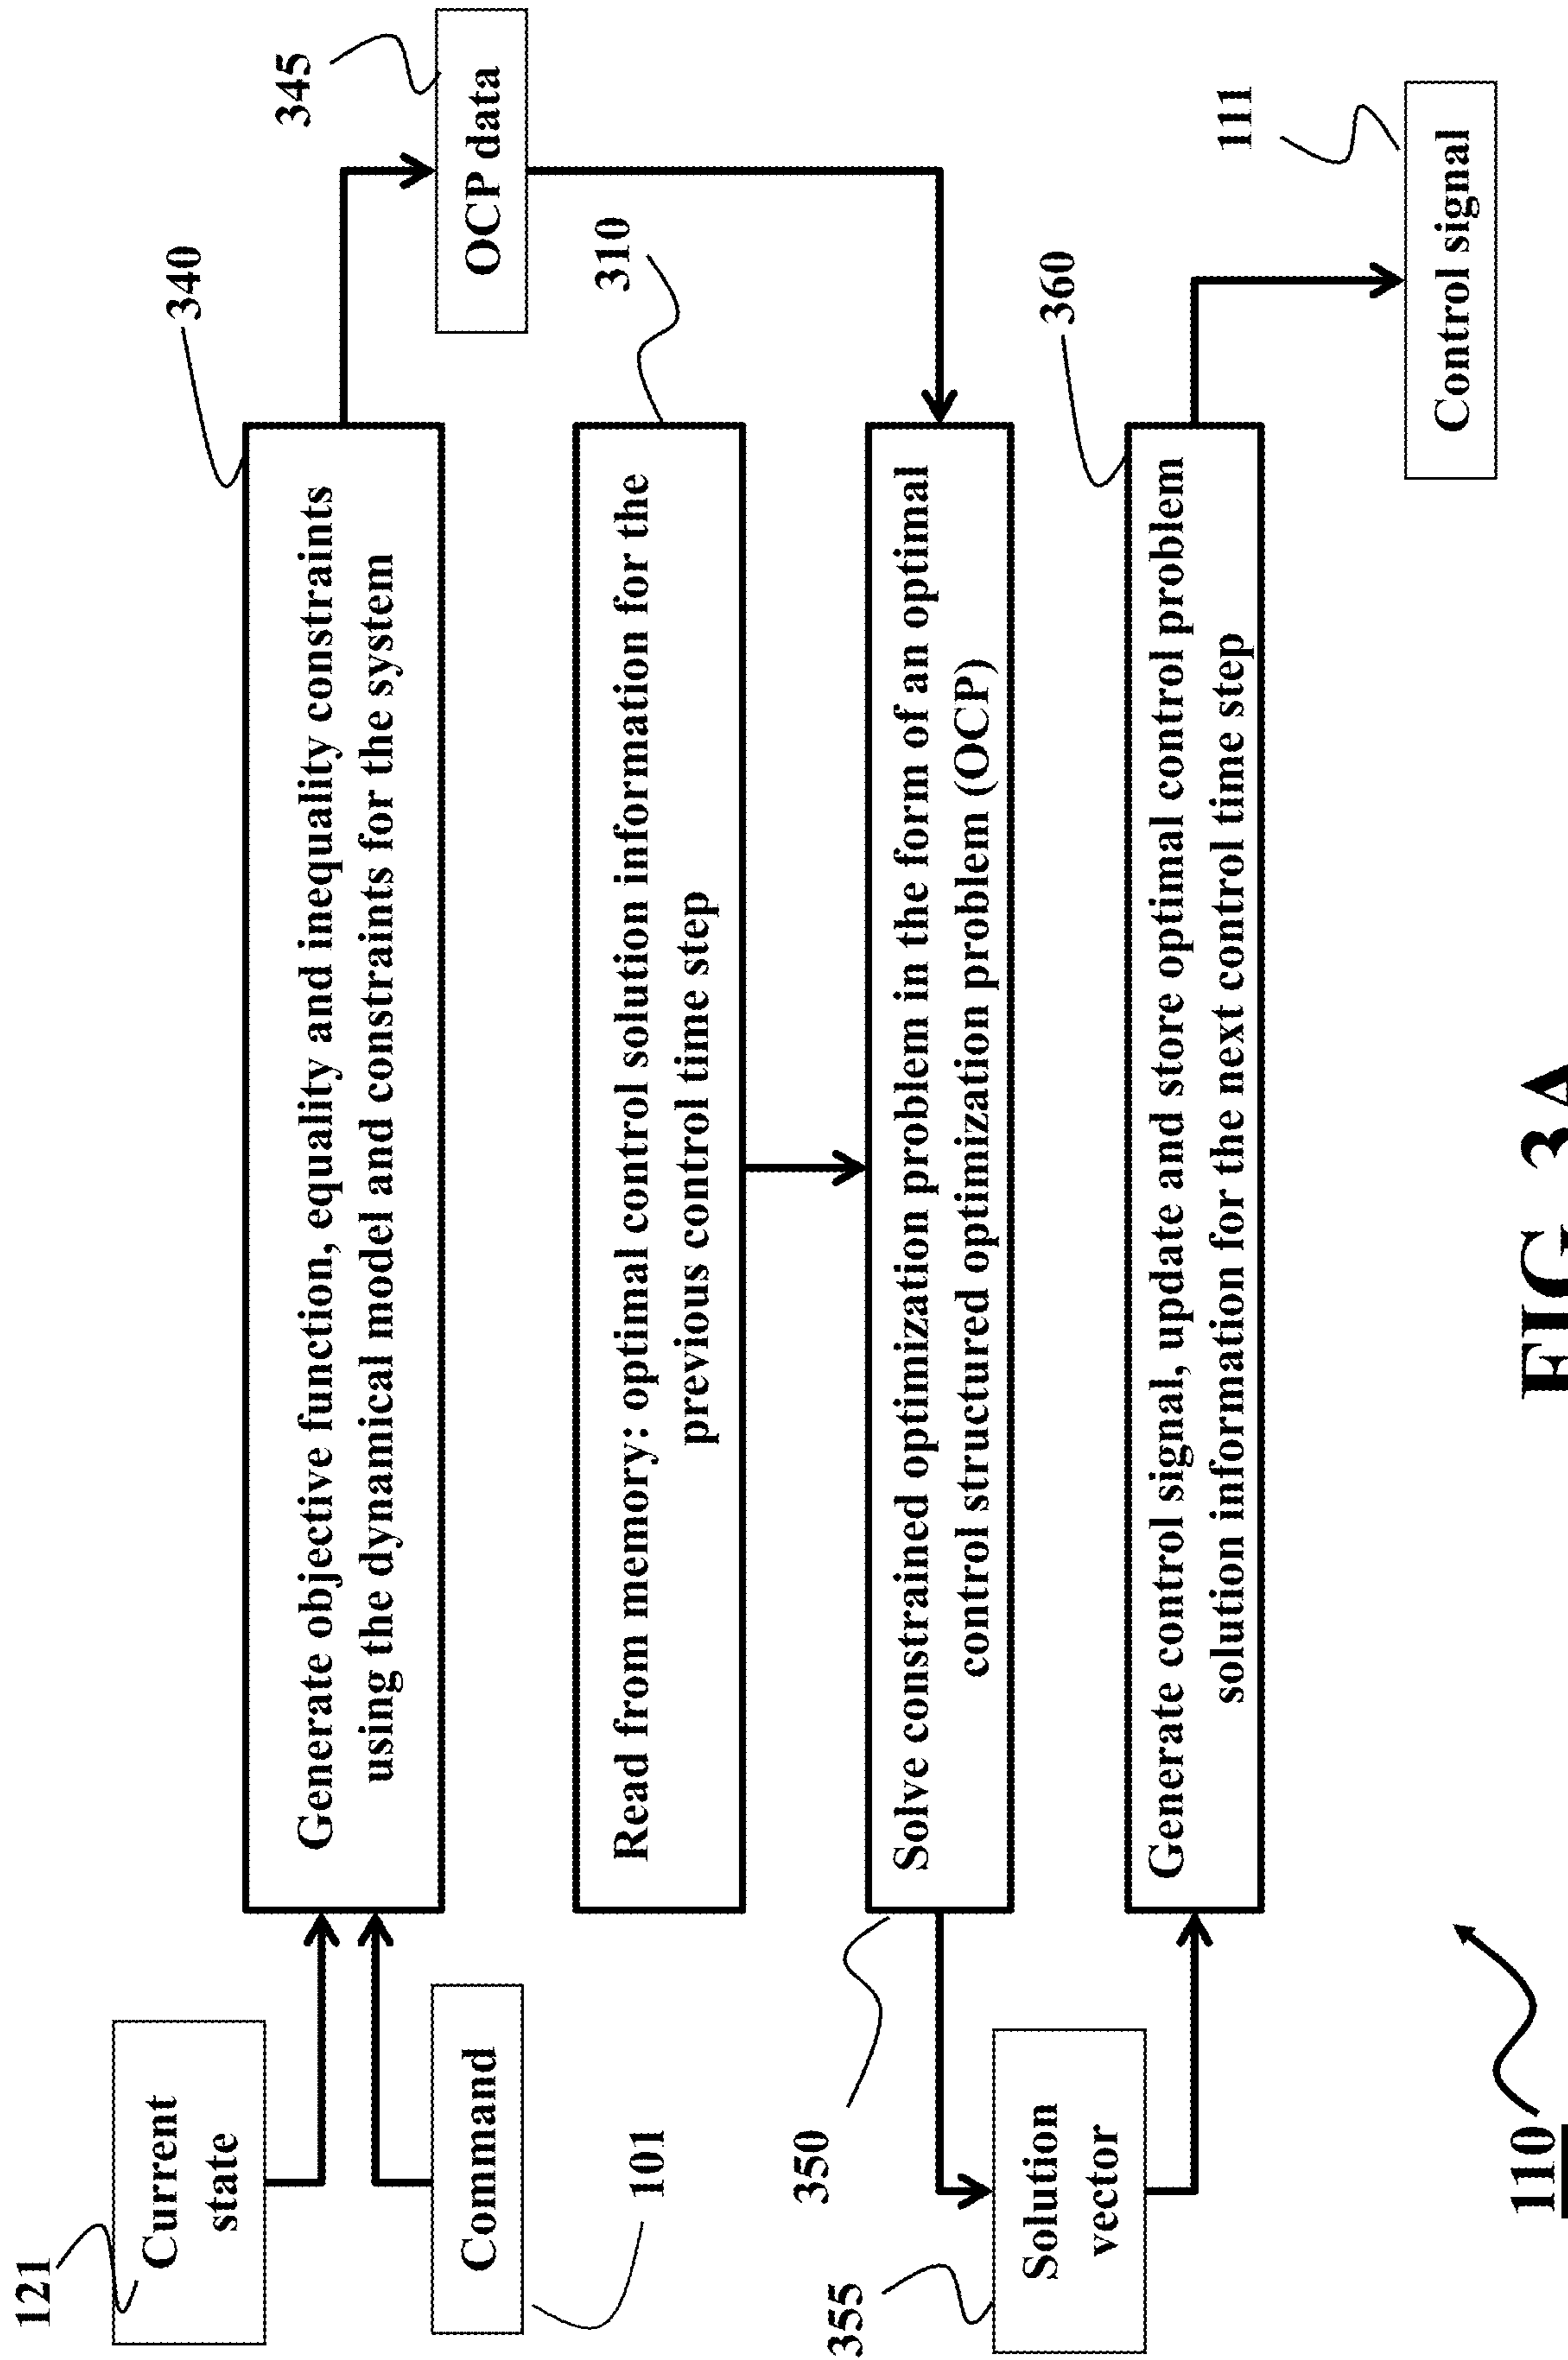 121
Current
state
Command
101
340
Generate objective function, equality and inequality constraints
using the dynamical model and constraints for the system
345
OCP data
310
Read from memory: optimal control solution information for the
previous control time step
350
Solve constrained optimization problem in the form of an optimal
control structured optimization problem (OCP)
355
Solution
vector
360
Generate control signal, update and store optimal control problem
solution information for the next control time step
111
Control signal
110
FIG 3A